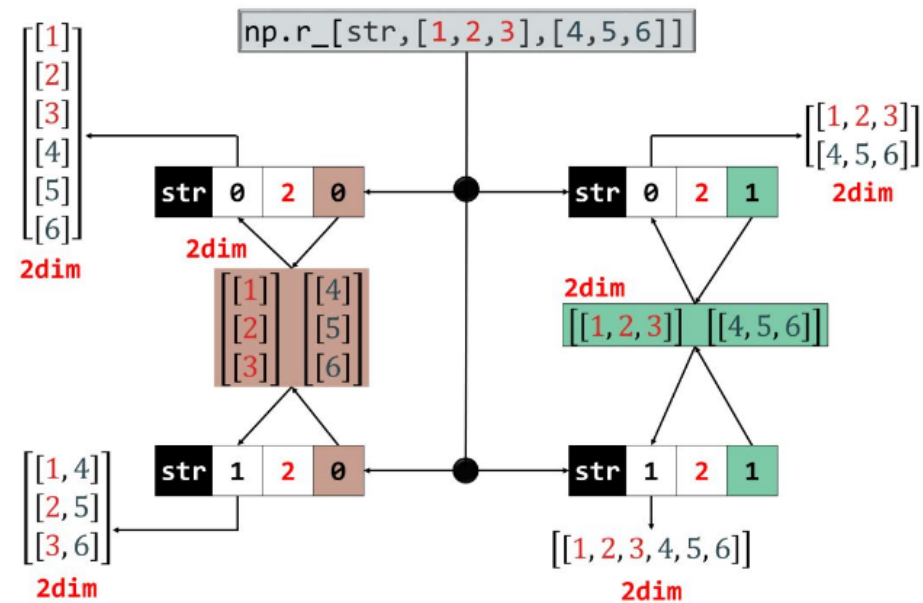 np.r_[str,[1,2,3],[4,5,6]]
[[1]
[2]
[3]
[4]
[5]
[6]]
2dim
str 0 2 0
2dim
[[1]
[2]
[3]]
[[4]
[5]
[6]]
str 1 2 0
[[1, 4]
[2, 5]
[3, 6]]
2dim
str 0 2 1
[[1, 2, 3]
[4, 5, 6]]
2dim
2dim
[[1, 2, 3]] [[4, 5, 6]]
str 1 2 1
[[1, 2, 3, 4, 5, 6]]
2dim